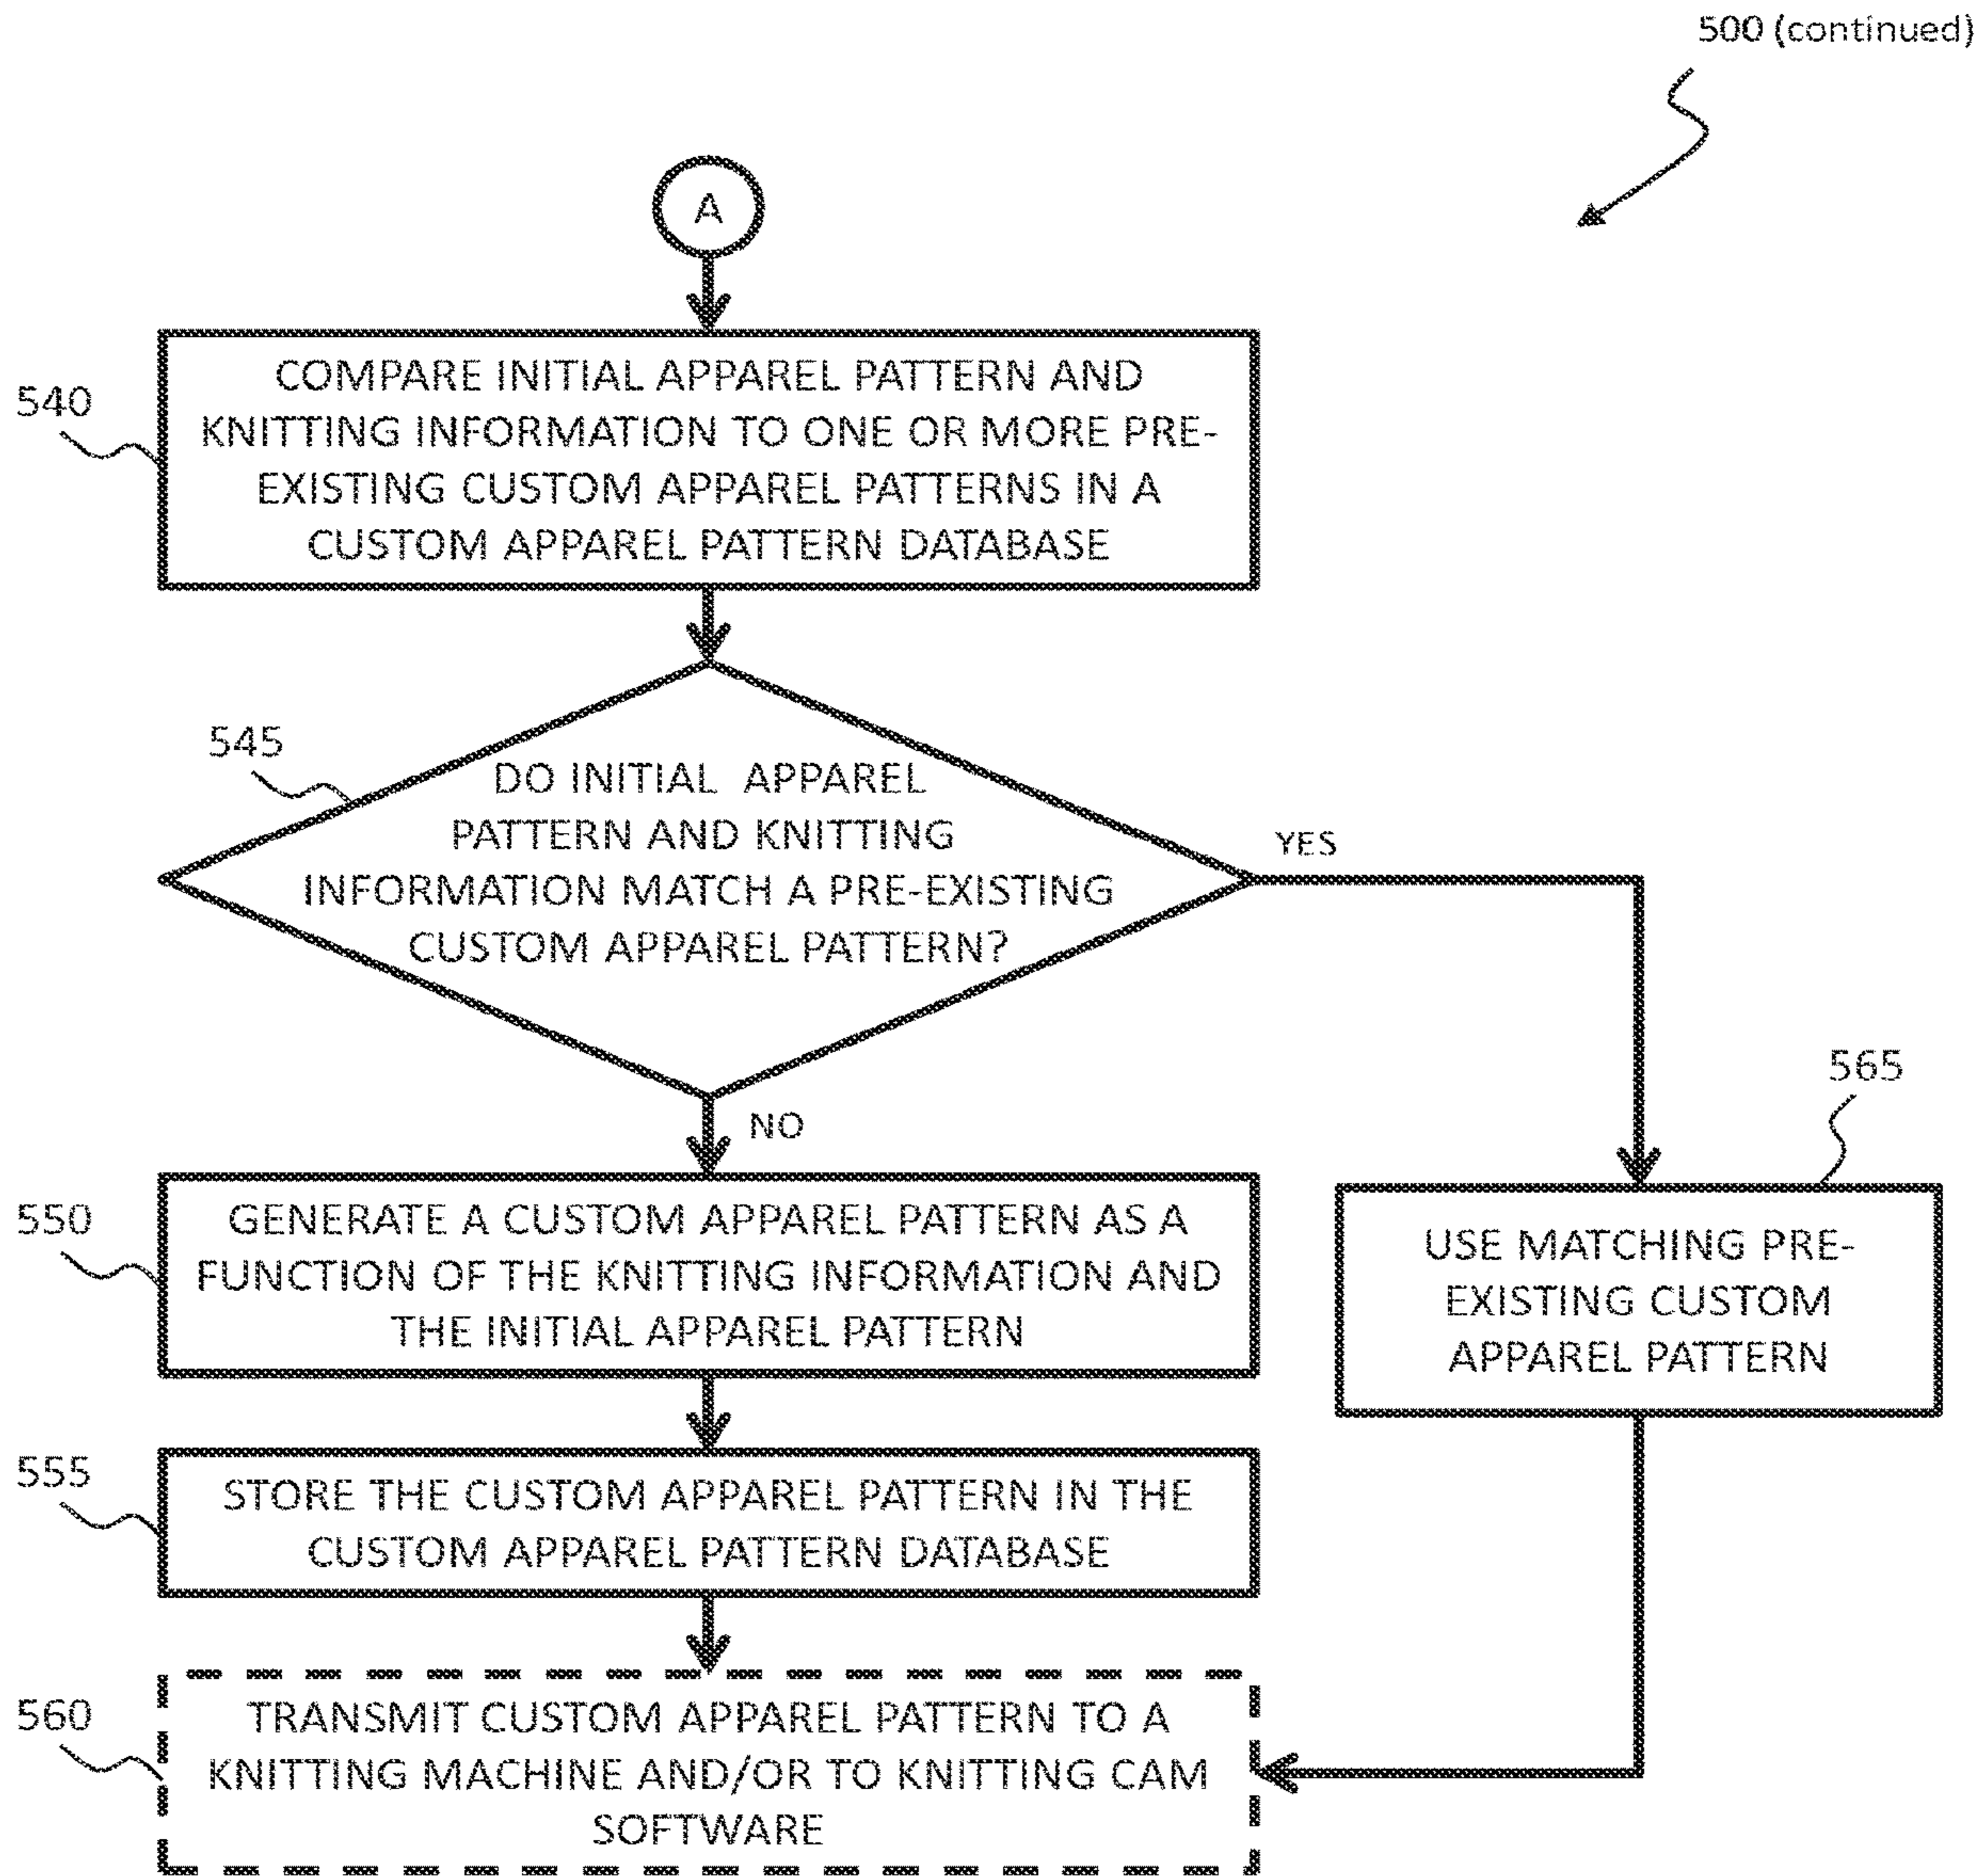 500 (continued)
A
540
COMPARE INITIAL APPAREL PATTERN AND
KNITTING INFORMATION TO ONE OR MORE PRE-
EXISTING CUSTOM APPAREL PATTERNS IN A
CUSTOM APPAREL PATTERN DATABASE
545
DO INITIAL APPAREL
PATTERN AND KNITTING
INFORMATION MATCH A PRE-EXISTING
CUSTOM APPAREL PATTERN?
YES
NO
565
USE MATCHING PRE-
EXISTING CUSTOM
APPAREL PATTERN
550
GENERATE A CUSTOM APPAREL PATTERN AS A
FUNCTION OF THE KNITTING INFORMATION AND
THE INITIAL APPAREL PATTERN
555
STORE THE CUSTOM APPAREL PATTERN IN THE
CUSTOM APPAREL PATTERN DATABASE
560
TRANSMIT CUSTOM APPAREL PATTERN TO A
KNITTING MACHINE AND/OR TO KNITTING CAM
SOFTWARE